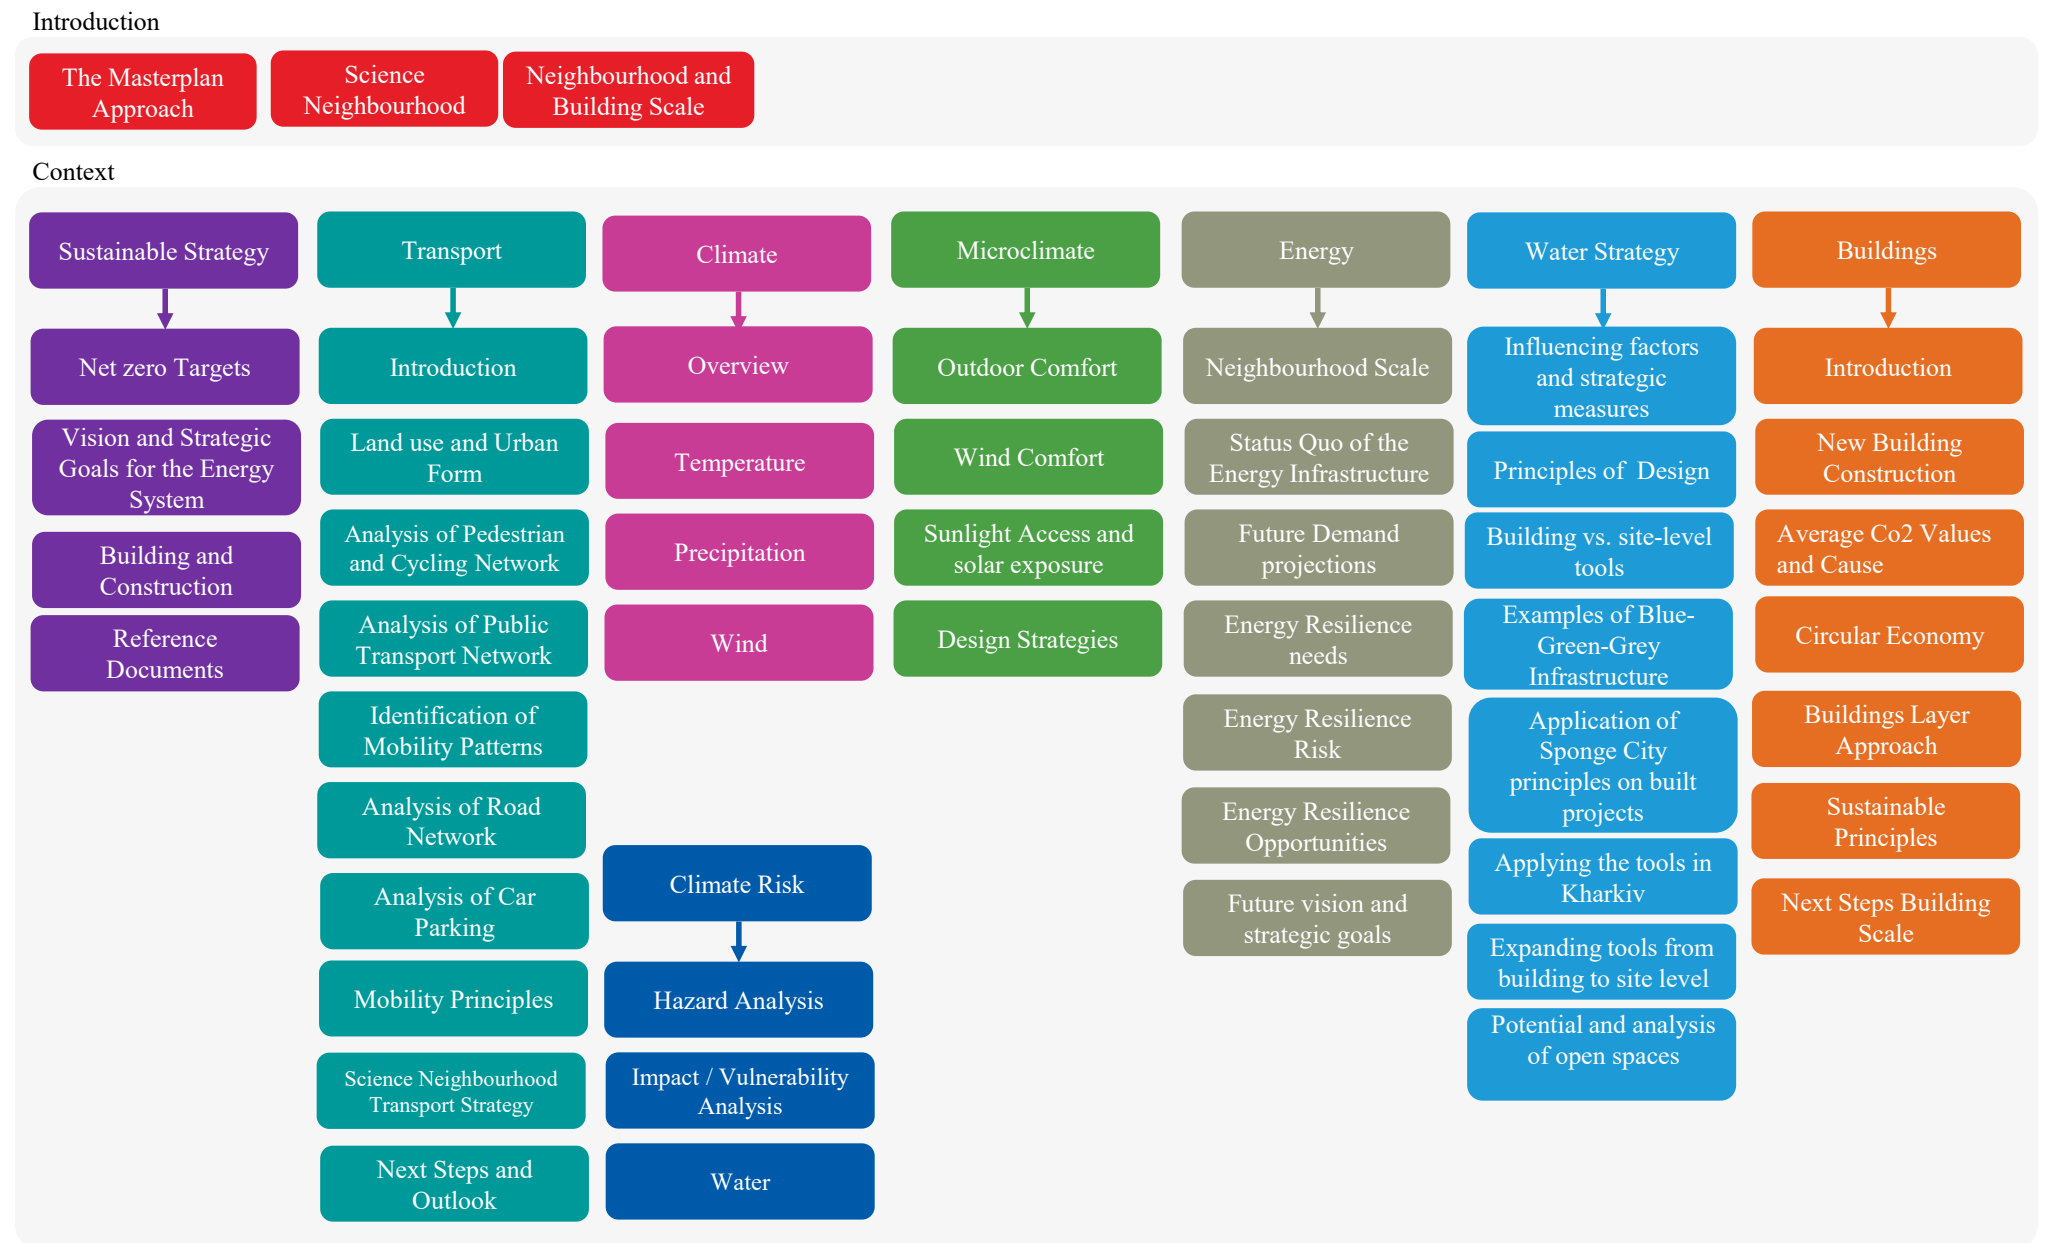 Introduction
The Masterplan
Approach
Science
Neighbourhood
Neighbourhood and
Building Scale
Context
Sustainable Strategy
Net zero Targets
Vision and Strategic
Goals for the Energy
System
Building and
Construction
Reference
Documents
Transport
Introduction
Land use and Urban
Form
Analysis of Pedestrian
and Cycling Network
Analysis of Public
Transport Network
Identification of
Mobility Patterns
Analysis of Road
Network
Analysis of Car
Parking
Mobility Principles
Science Neighbourhood
Transport Strategy
Next Steps and
Outlook
Climate
Overview
Temperature
Precipitation
Wind
Climate Risk
Hazard Analysis
Impact / Vulnerability
Analysis
Water
Microclimate
Outdoor Comfort
Wind Comfort
Sunlight Access and
solar exposure
Design Strategies
Energy
Neighbourhood Scale
Status Quo of the
Energy Infrastructure
Future Demand
projections
Energy Resilience
needs
Energy Resilience
Risk
Energy Resilience
Opportunities
Future vision and
strategic goals
Water Strategy
Influencing factors
and strategic
measures
Principles of  Design
Building vs. site-level
tools
Examples of Blue-
Green-Grey
Infrastructure
Application of
Sponge City
principles on built
projects
Applying the tools in
Kharkiv
Expanding tools from
building to site level
Potential and analysis
of open spaces
Buildings
Introduction
New Building
Construction
Average Co2 Values
and Cause
Circular Economy
Buildings Layer
Approach
Sustainable
Principles
Next Steps Building
Scale